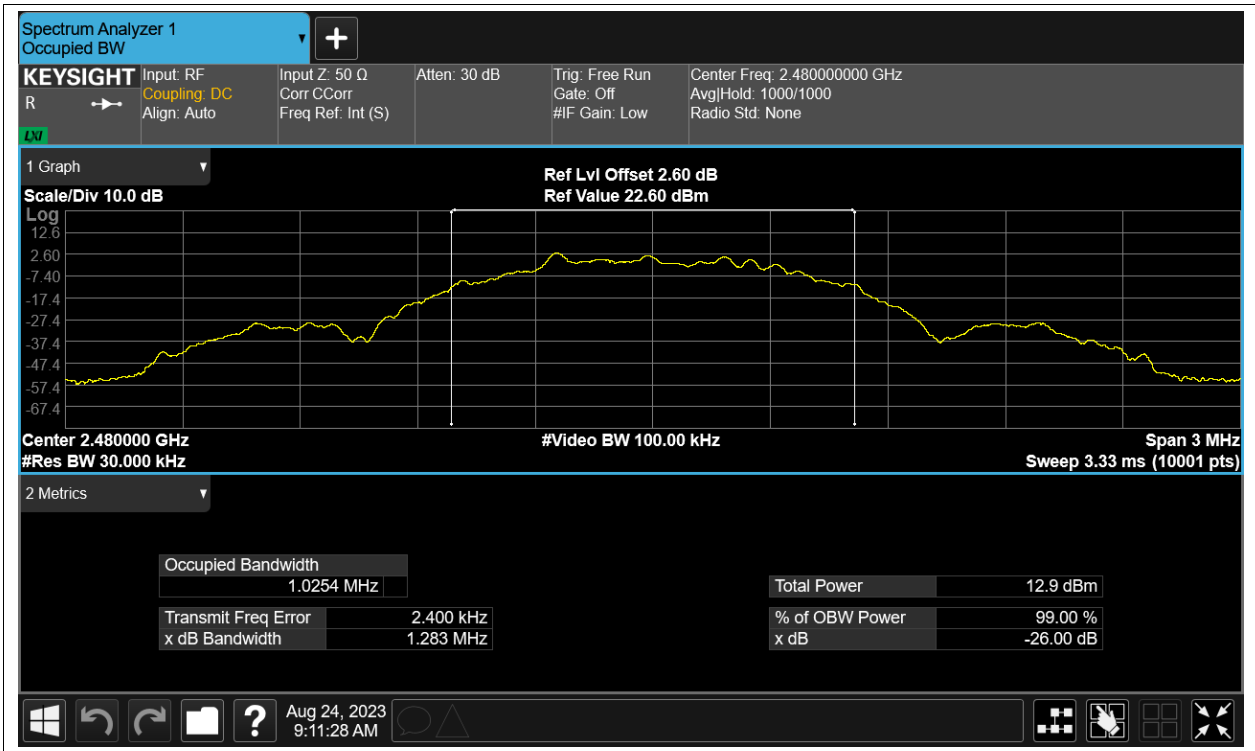 Spectrum Analyzer 1
Occupied BW
KEYSIGHT
R
LXI
Input: RF
Coupling: DC
Align: Auto
Input Z: 50 Ω
Corr CCorr
Freq Ref: Int (S)
Atten: 30 dB
Trig: Free Run
Gate: Off
#IF Gain: Low
Center Freq: 2.480000000 GHz
Avg|Hold: 1000/1000
Radio Std: None
1 Graph
Scale/Div 10.0 dB
Ref Lvl Offset 2.60 dB
Ref Value 22.60 dBm
Log
12.6
2.60
-7.40
-17.4
-27.4
-37.4
-47.4
-57.4
-67.4
Center 2.480000 GHz
#Video BW 100.00 kHz
Span 3 MHz
#Res BW 30.000 kHz
Sweep 3.33 ms (10001 pts)
2 Metrics
Occupied Bandwidth
1.0254 MHz
Total Power 12.9 dBm
Transmit Freq Error 2.400 kHz
% of OBW Power 99.00 %
x dB Bandwidth 1.283 MHz
x dB -26.00 dB
?
Aug 24, 2023
9:11:28 AM